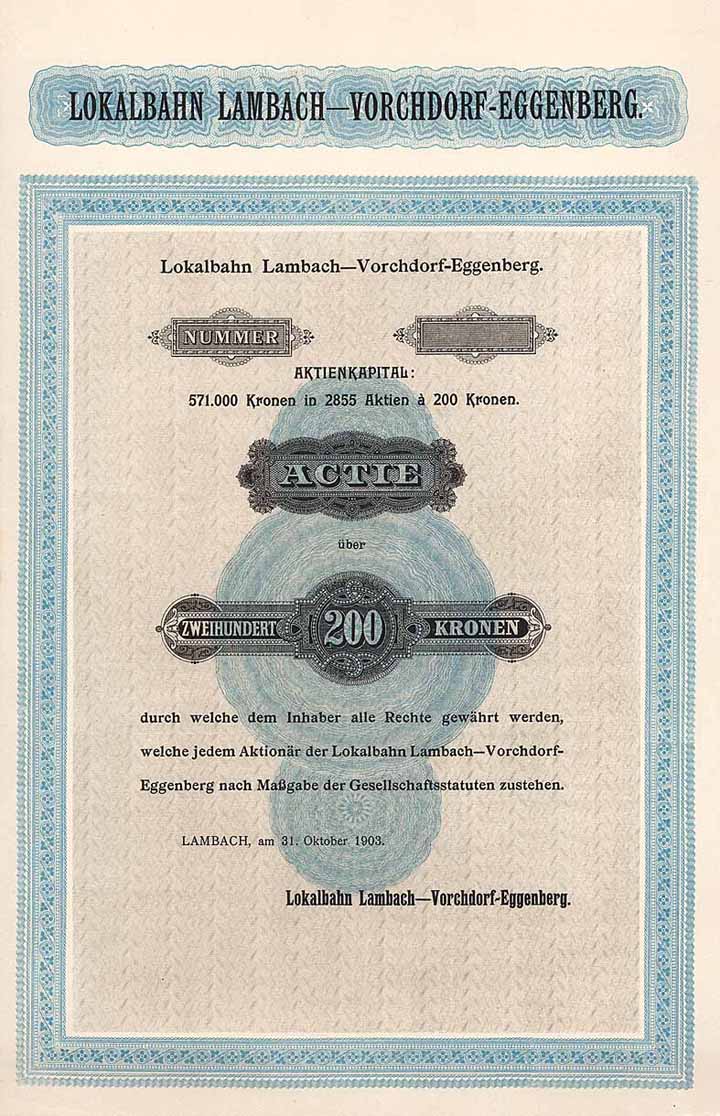 LOKALBAHN LAMBACH—VORCHDORF-EGGENBERG.
Lokalbahn Lambach—Vorchdorf-Eggenberg.
NUMMER
AKTIENKAPITAL:
571.000 Kronen in 2855 Aktien à 200 Kronen.
ACTIE
über
ZWEIHUNDERT 200 KRONEN
durch welche dem Inhaber alle Rechte gewährt werden,
welche jedem Aktionär der Lokalbahn Lambach—Vorchdorf-
Eggenberg nach Maßgabe der Gesellschaftsstatuten zustehen.
LAMBACH, am 31. Oktober 1903.
Lokalbahn Lambach—Vorchdorf-Eggenberg.